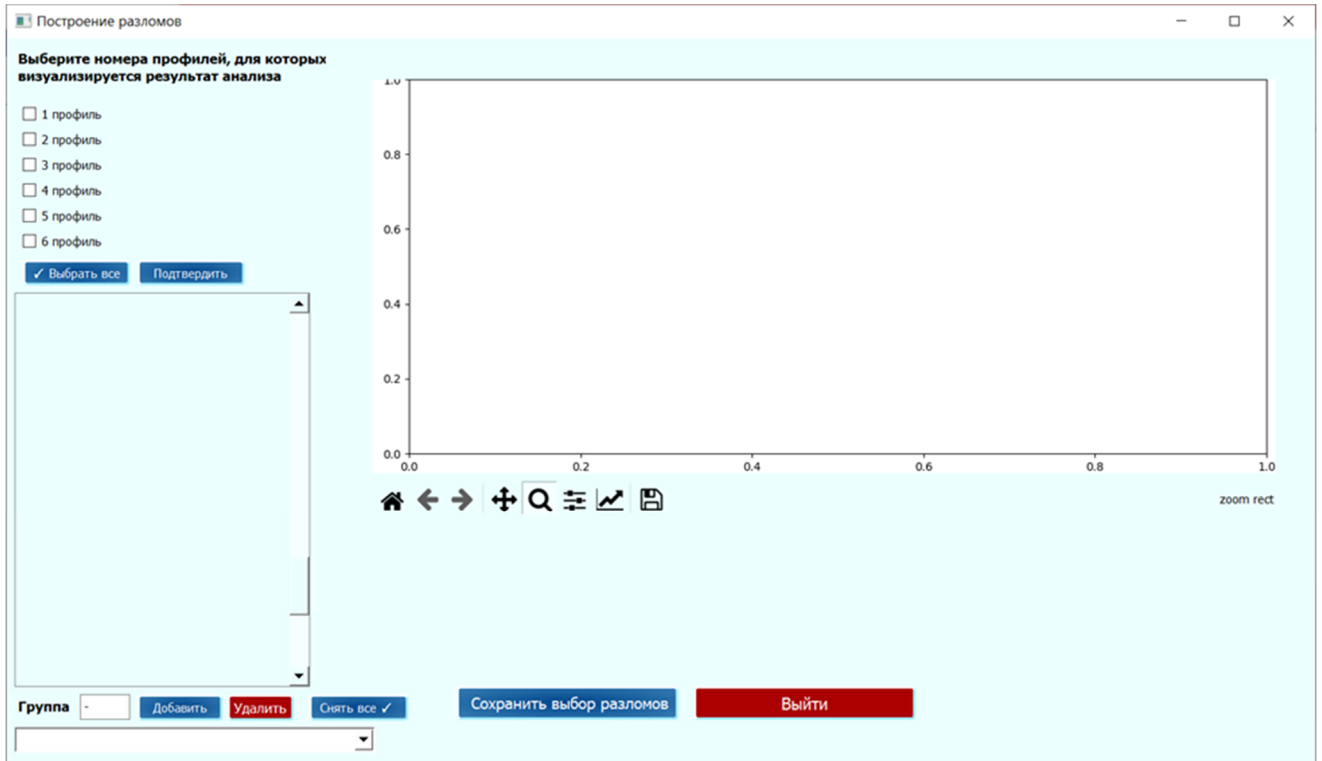 Построение разломов
Выберите номера профилей, для которых
визуализируется результат анализа
1 профиль
2 профиль
3 профиль
4 профиль
5 профиль
6 профиль
✓ Выбрать все
Подтвердить
1.0
0.8
0.6
0.4
0.2
0.0
0.0 0.2 0.4 0.6 0.8 1.0
zoom rect
Группа - Добавить Удалить Снять все ✓
Сохранить выбор разломов Выйти